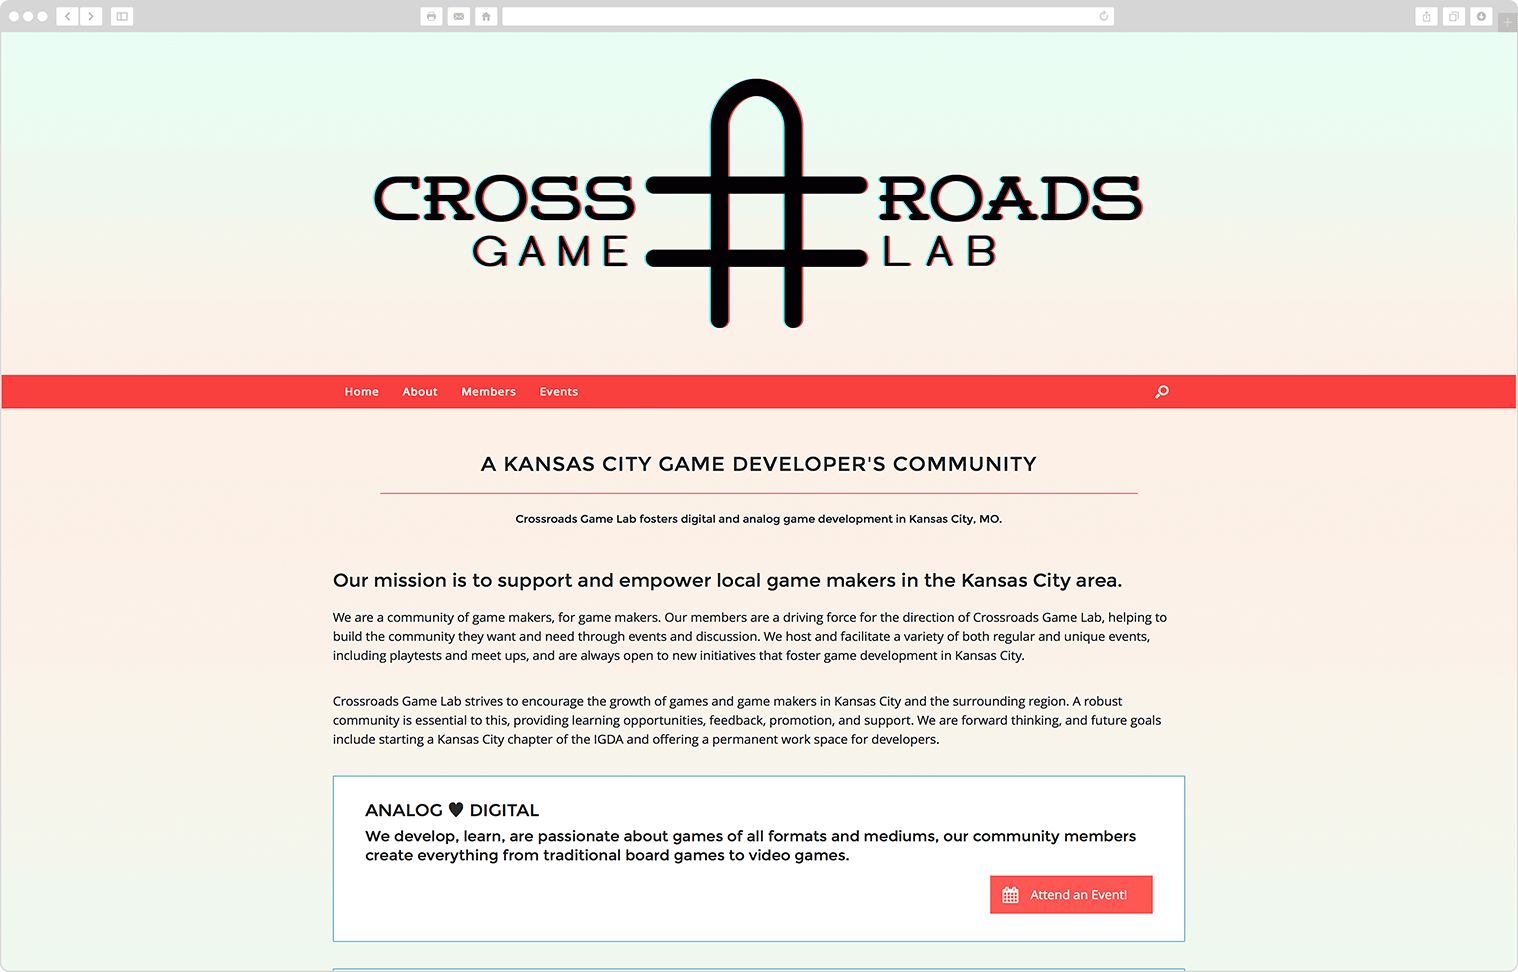 CROSS ROADS
GAME LAB
Home About Members Events
A KANSAS CITY GAME DEVELOPER'S COMMUNITY
Crossroads Game Lab fosters digital and analog game development in Kansas City, MO.
Our mission is to support and empower local game makers in the Kansas City area.
We are a community of game makers, for game makers. Our members are a driving force for the direction of Crossroads Game Lab, helping to
build the community they want and need through events and discussion. We host and facilitate a variety of both regular and unique events,
including playtests and meet ups, and are always open to new initiatives that foster game development in Kansas City.
Crossroads Game Lab strives to encourage the growth of games and game makers in Kansas City and the surrounding region. A robust
community is essential to this, providing learning opportunities, feedback, promotion, and support. We are forward thinking, and future goals
include starting a Kansas City chapter of the IGDA and offering a permanent work space for developers.
ANALOG ♥ DIGITAL
We develop, learn, are passionate about games of all formats and mediums, our community members
create everything from traditional board games to video games.
Attend an Event!